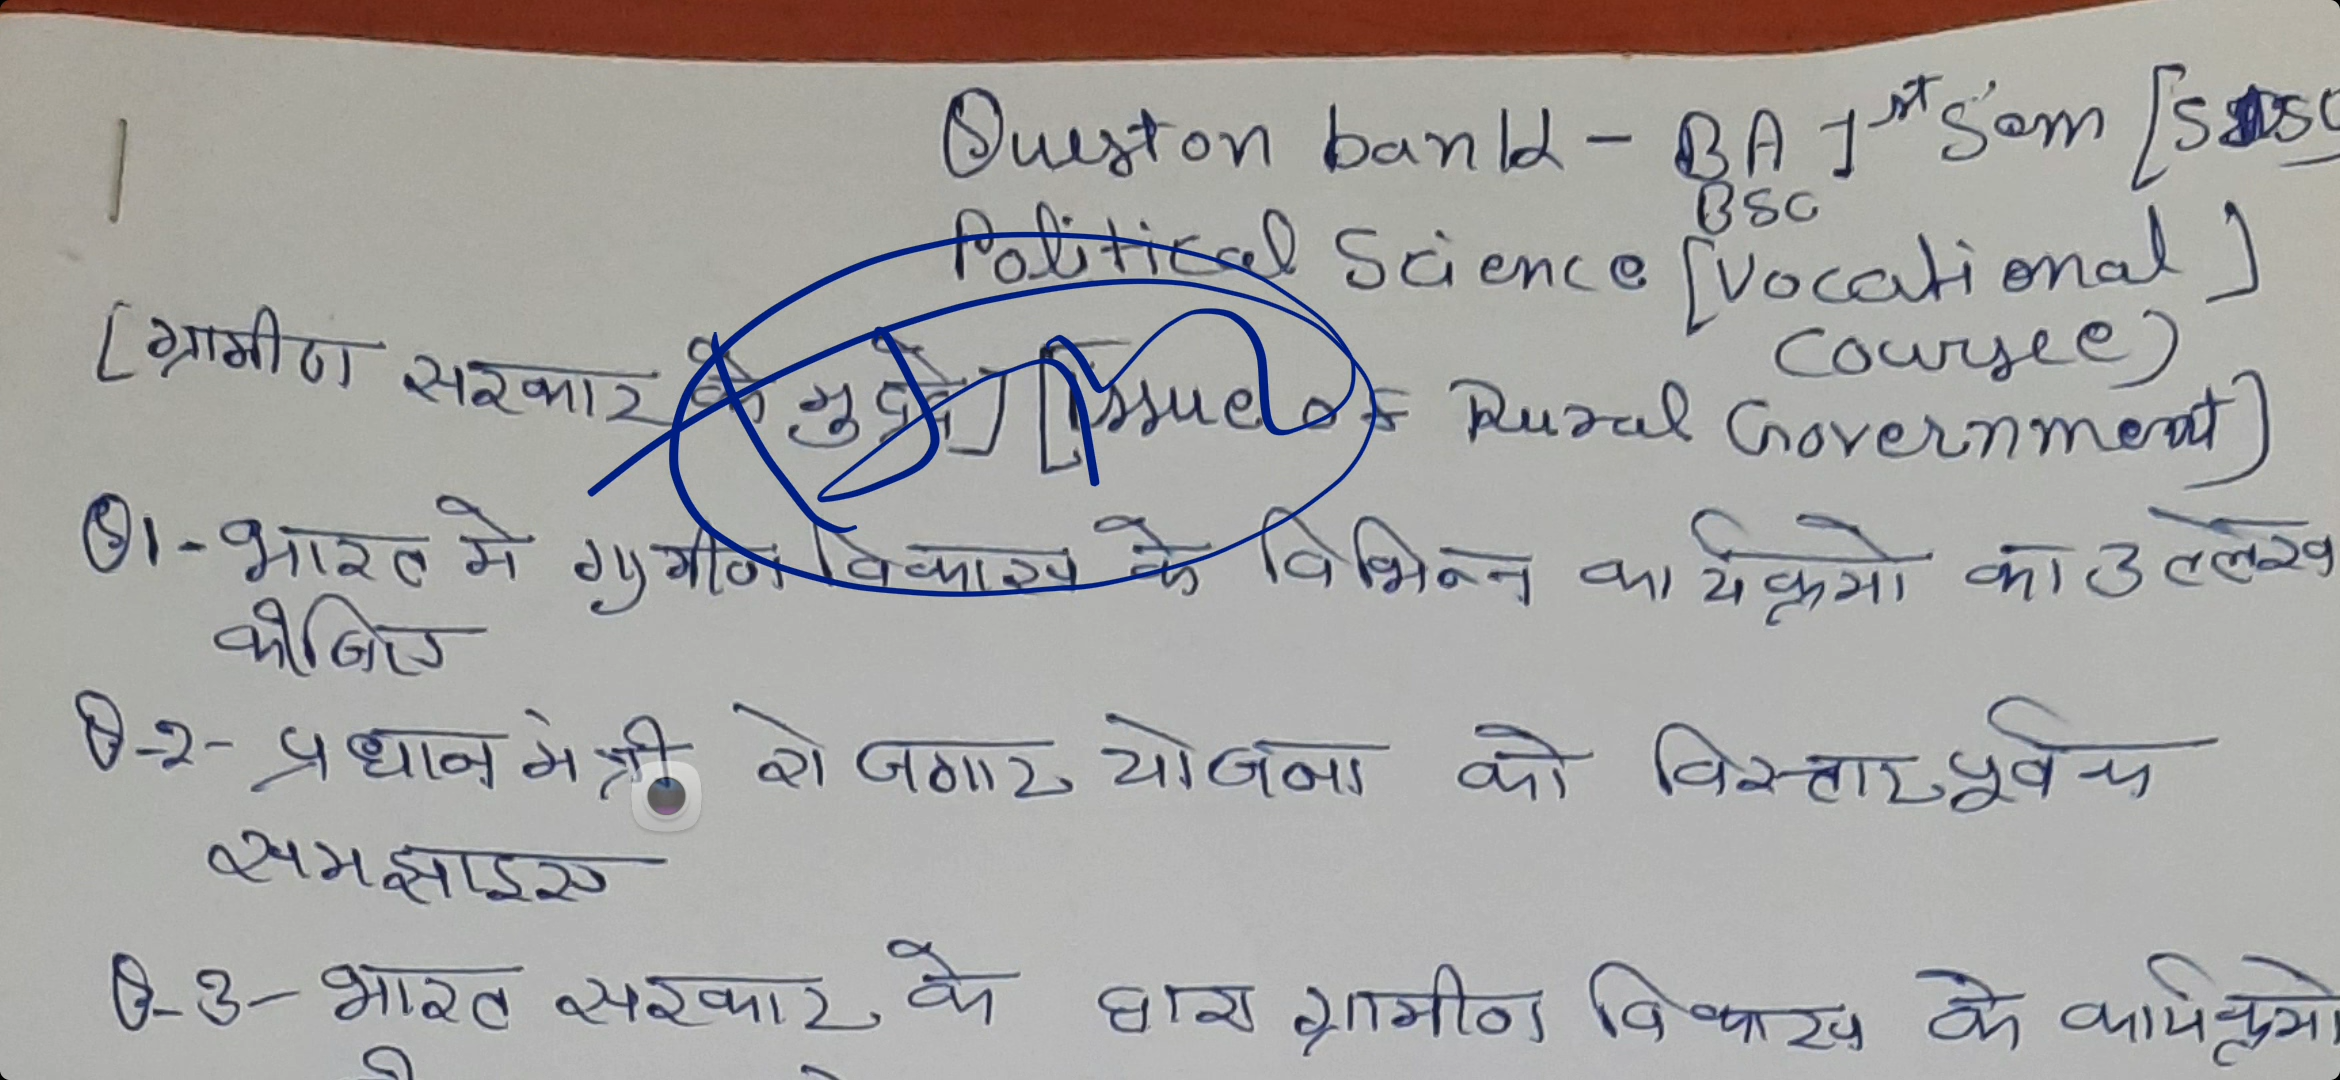 Queston bank - BA 1st Sem
BSC
Political Science [Vocational]
Coursee)
[ग्रामीण सरकार के मुद्दे] [Issue of Rural Government]
Q1- भारत मे ग्रामीण विकास के विभिन्न कार्यक्रमो का उल्लेख
कीजिए
Q-2- प्रधानमंत्री रोजगार योजना को विस्तारपूर्वक
समझाइए
Q-3- भारत सरकार के द्वारा ग्रामीण विकास के कार्यक्रमो